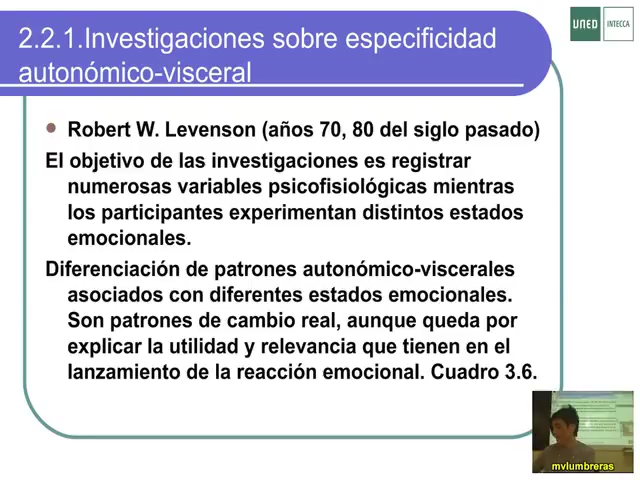 2.2.1.Investigaciones sobre especificidad
autonómico-visceral
UNED
INTECCA
Robert W. Levenson (años 70, 80 del siglo pasado)
El objetivo de las investigaciones es registrar
numerosas variables psicofisiológicas mientras
los participantes experimentan distintos estados
emocionales.
Diferenciación de patrones autonómico-viscerales
asociados con diferentes estados emocionales.
Son patrones de cambio real, aunque queda por
explicar la utilidad y relevancia que tienen en el
lanzamiento de la reacción emocional. Cuadro 3.6.
mvlumbreras